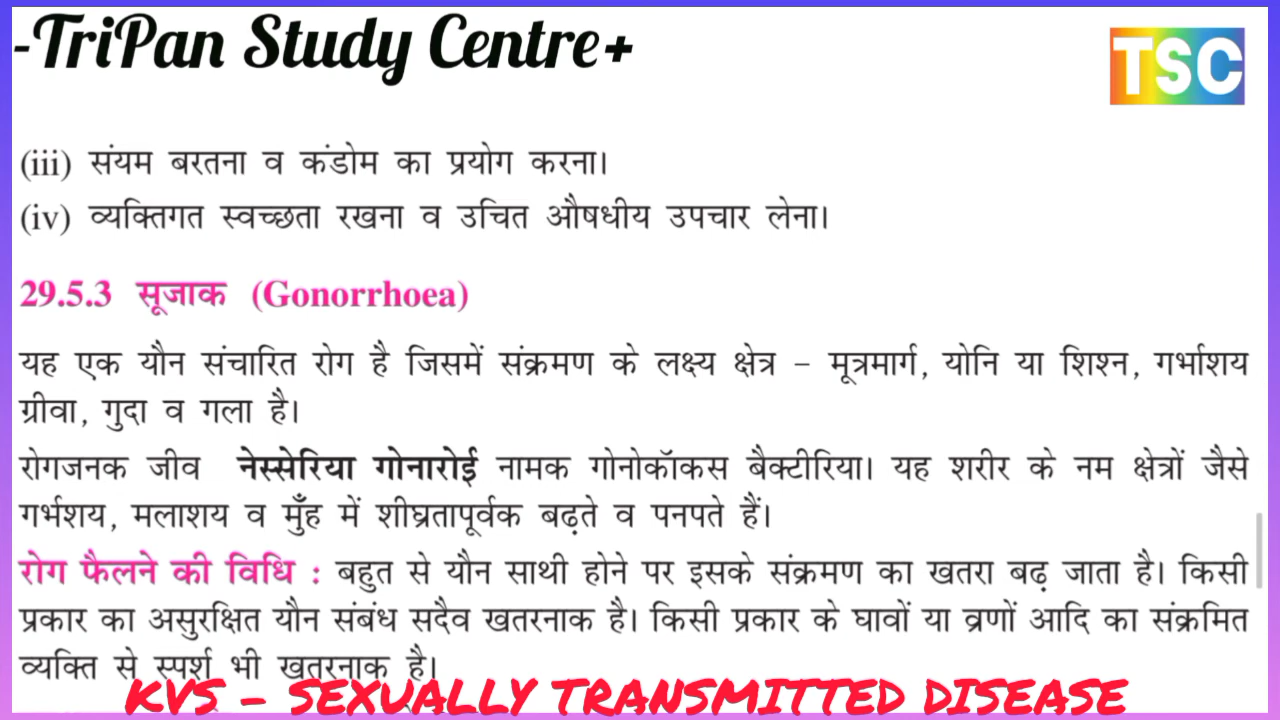 -TriPan Study Centre+
TSC
(iii) संयम बरतना व कंडोम का प्रयोग करना।
(iv) व्यक्तिगत स्वच्छता रखना व उचित औषधीय उपचार लेना।
29.5.3 सूजाक (Gonorrhoea)
यह एक यौन संचारित रोग है जिसमें संक्रमण के लक्ष्य क्षेत्र – मूत्रमार्ग, योनि या शिश्न, गर्भाशय
ग्रीवा, गुदा व गला है।
रोगजनक जीव नेस्सेरिया गोनारोई नामक गोनोकॉकस बैक्टीरिया। यह शरीर के नम क्षेत्रों जैसे
गर्भशय, मलाशय व मुँह में शीघ्रतापूर्वक बढ़ते व पनपते हैं।
रोग फैलने की विधि : बहुत से यौन साथी होने पर इसके संक्रमण का खतरा बढ़ जाता है। किसी
प्रकार का असुरक्षित यौन संबंध सदैव खतरनाक है। किसी प्रकार के घावों या व्रणों आदि का संक्रमित
व्यक्ति से स्पर्श भी खतरनाक है।
KVS - SEXUALLY TRANSMITTED DISEASE